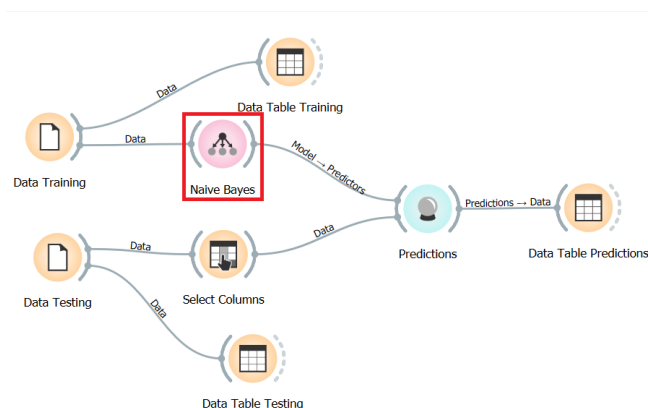 Data
Data Table Training
Data
Data Training
Naive Bayes
Model → Predictors
Predictions → Data
Predictions
Data Table Predictions
Data
Data
Data Testing
Select Columns
Data
Data Table Testing